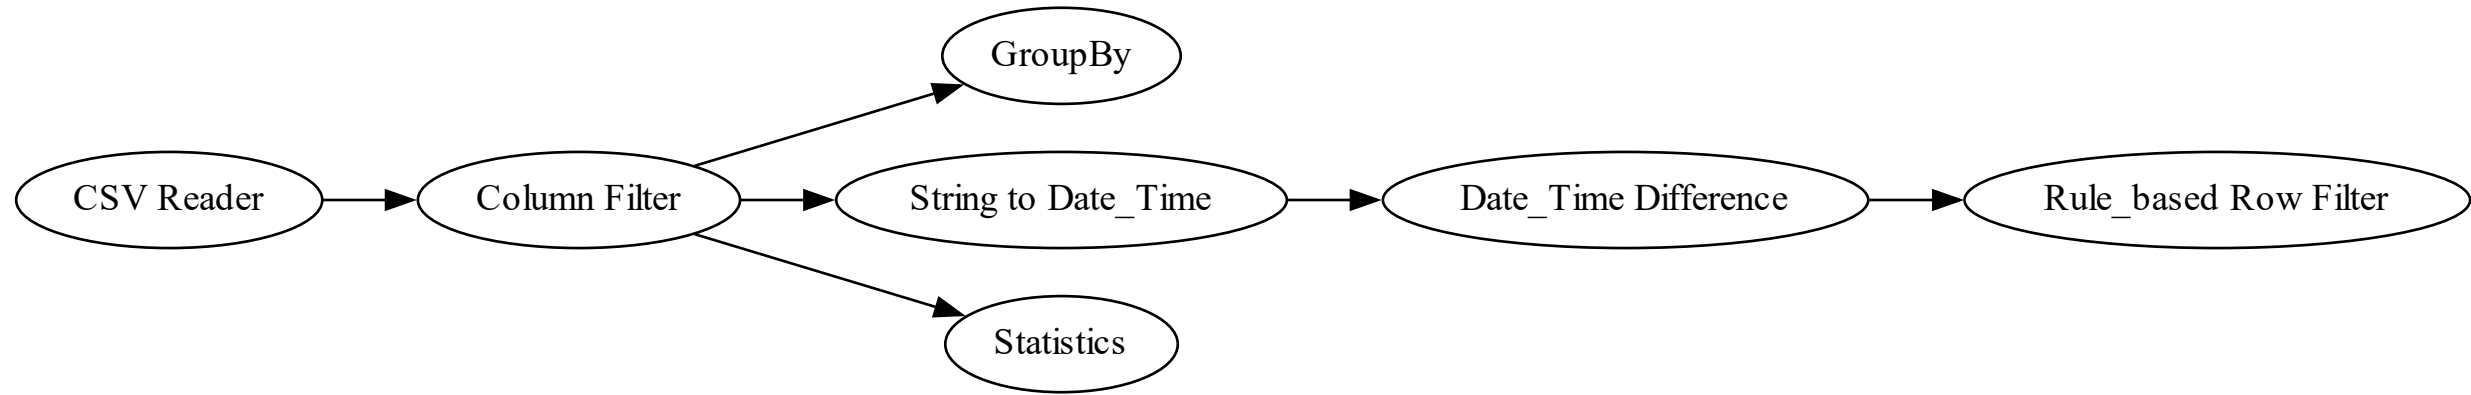 GroupBy
CSV Reader
Column Filter
String to Date_Time
Date_Time Difference
Rule_based Row Filter
Statistics